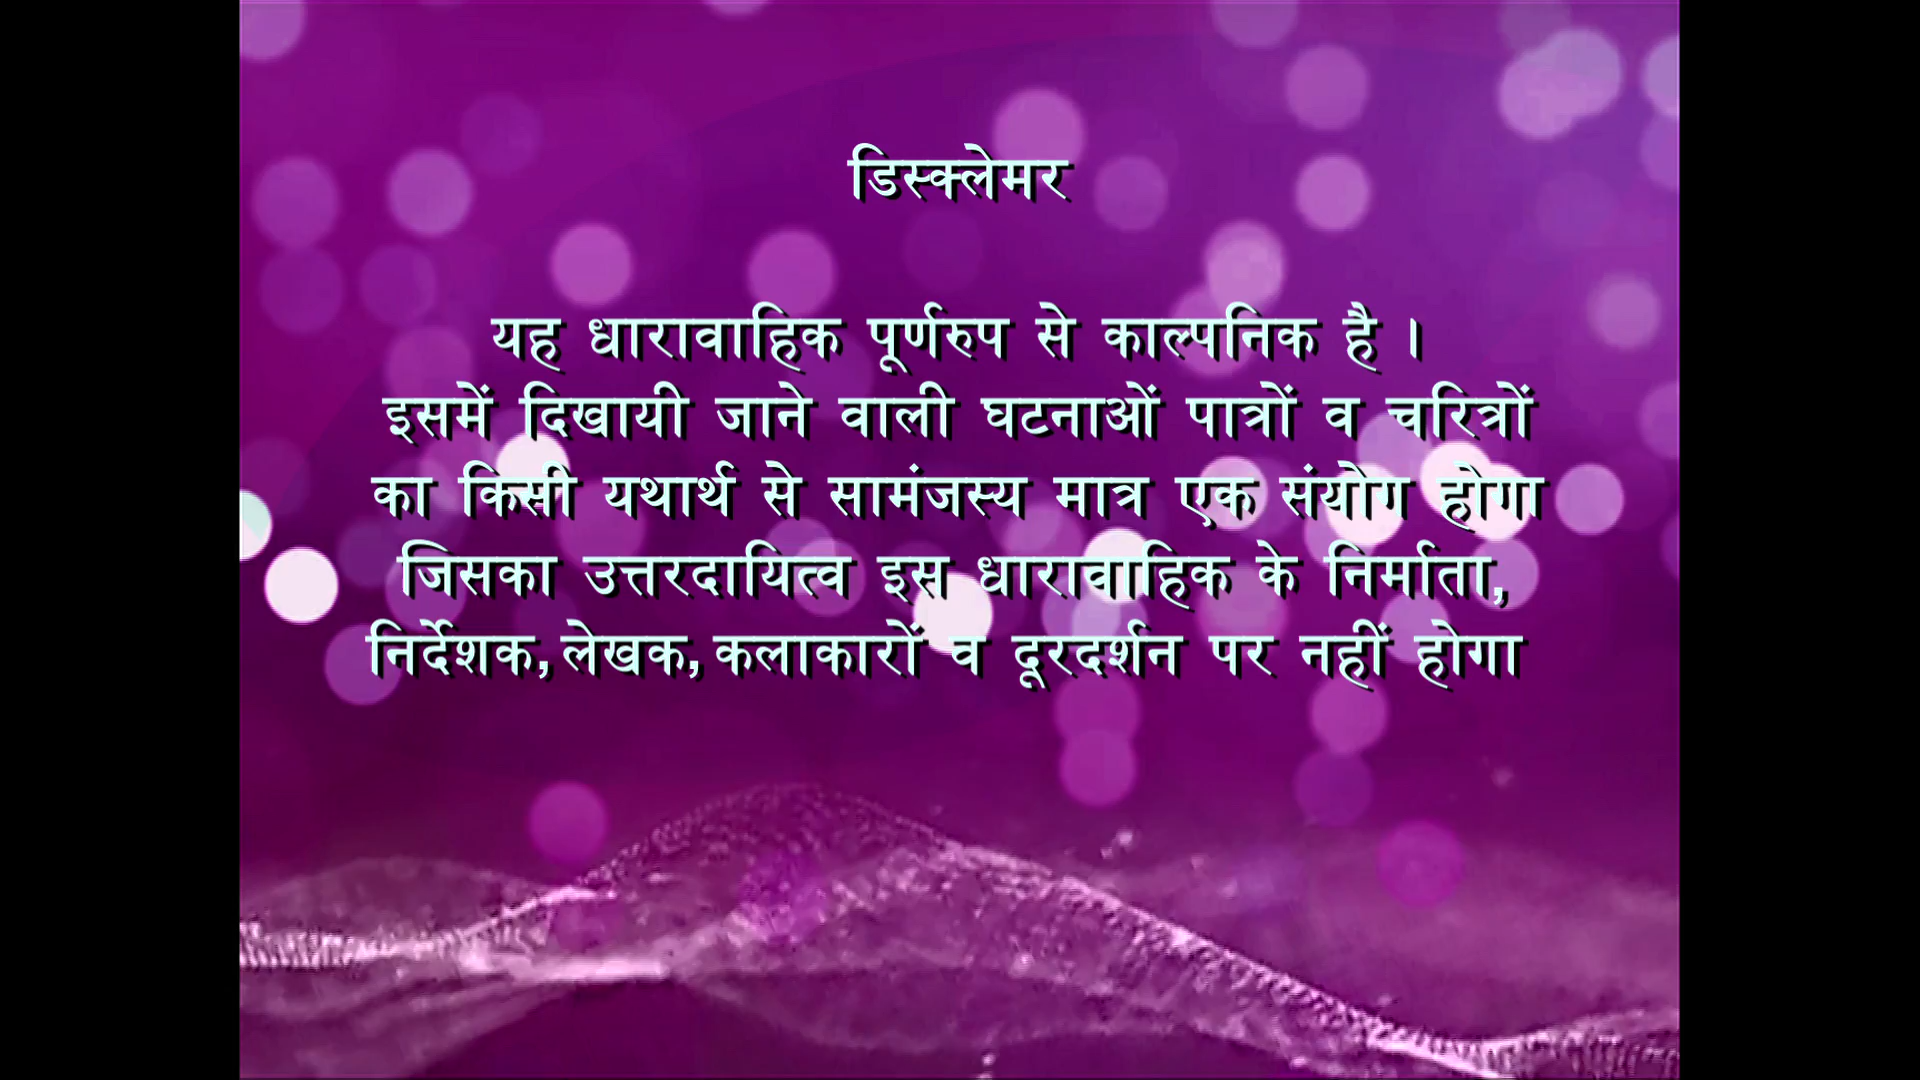 डिस्क्लेमर
यह धारावाहिक पूर्णरुप से काल्पनिक है ।
इसमें दिखायी जाने वाली घटनाओं पात्रों व चरित्रों
का किसी यथार्थ से सामंजस्य मात्र एक संयोग होगा
जिसका उत्तरदायित्व इस धारावाहिक के निर्माता,
निर्देशक, लेखक, कलाकारों व दूरदर्शन पर नहीं होगा